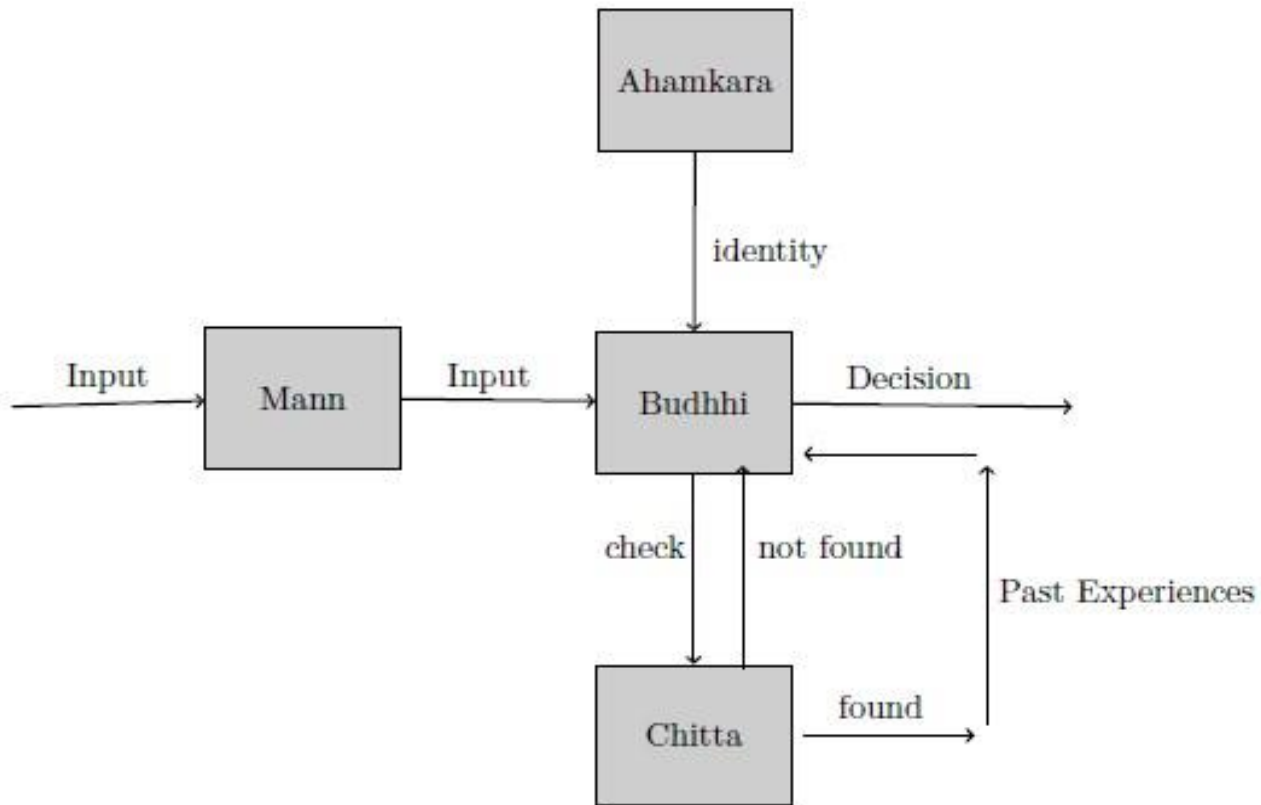 Ahamkara
identity
Input
Mann
Input
Budhhi
Decision
check
not found
Past Experiences
Chitta
found